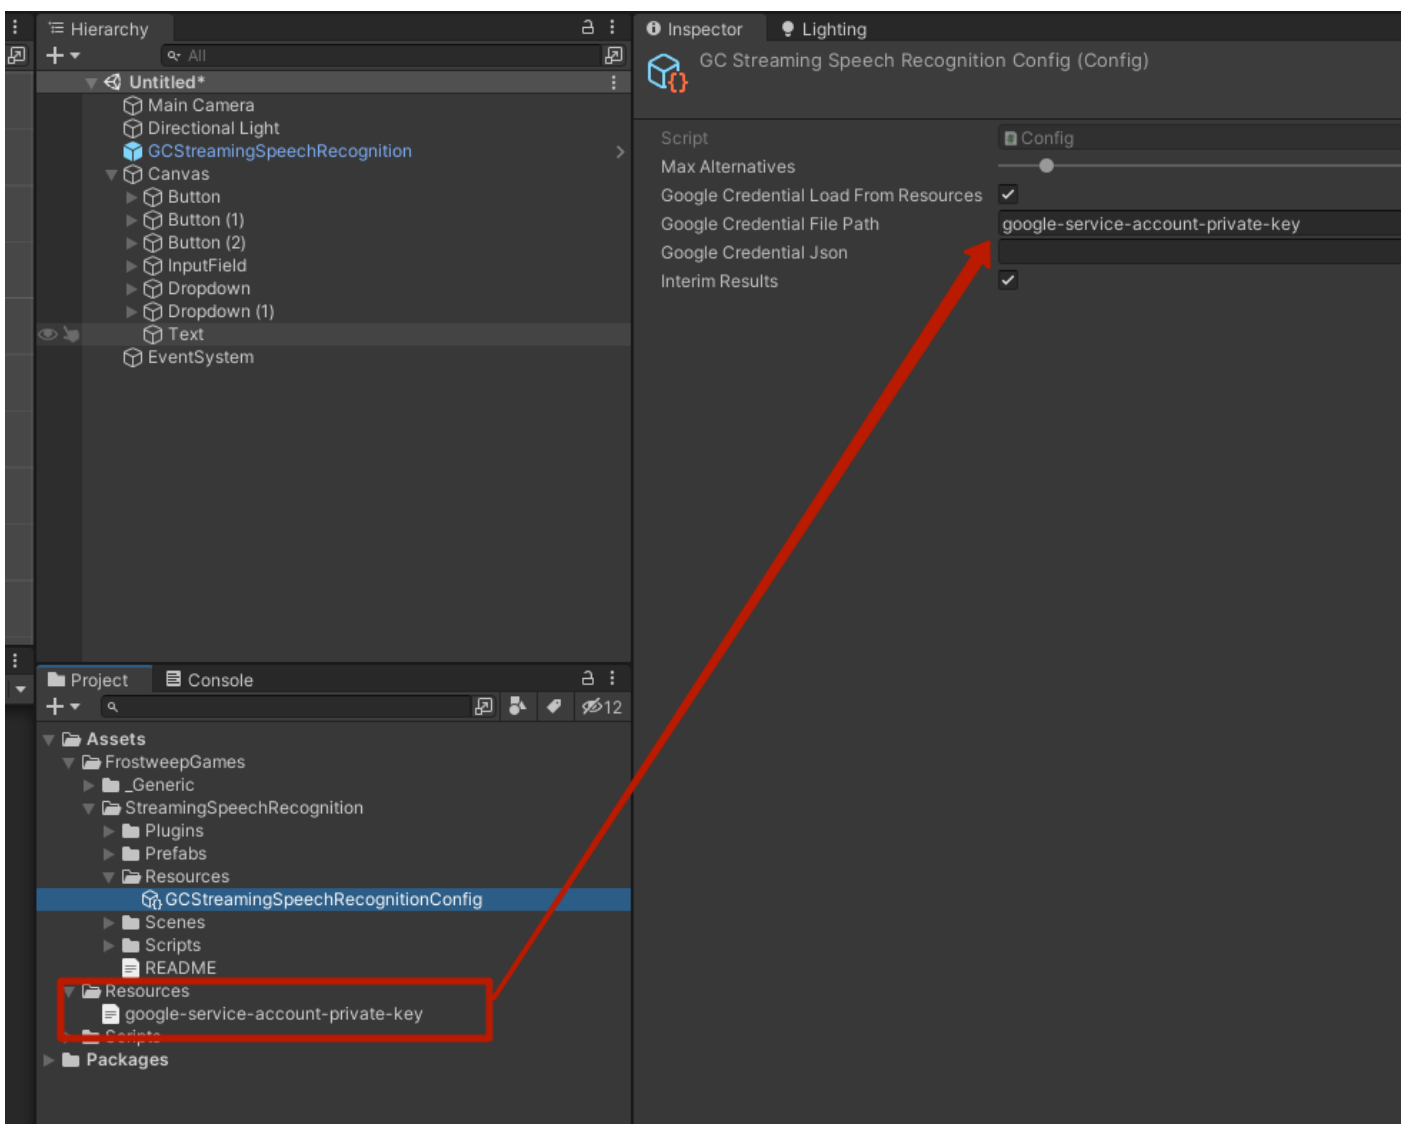 Hierarchy
All
Untitled*
Main Camera
Directional Light
GCStreamingSpeechRecognition
Canvas
Button
Button (1)
Button (2)
InputField
Dropdown
Dropdown (1)
Text
EventSystem
Project
Console
12
Assets
FrostweepGames
_Generic
StreamingSpeechRecognition
Plugins
Prefabs
Resources
GCStreamingSpeechRecognitionConfig
Scenes
Scripts
README
Resources
google-service-account-private-key
Scripts
Packages
Inspector
Lighting
GC Streaming Speech Recognition Config (Config)
Script
Config
Max Alternatives
Google Credential Load From Resources
Google Credential File Path
google-service-account-private-key
Google Credential Json
Interim Results